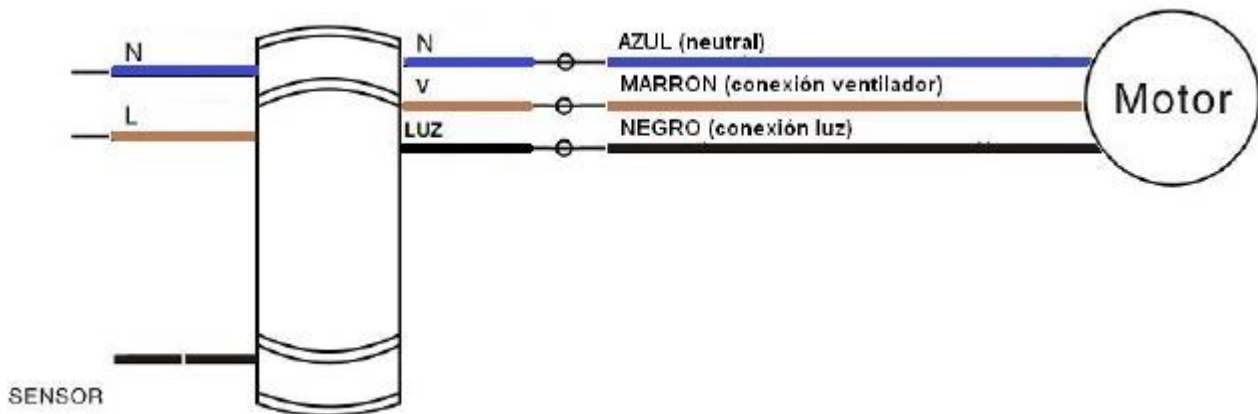 N
L
SENSOR
N
V
LUZ
AZUL (neutral)
MARRON (conexión ventilador)
NEGRO (conexión luz)
Motor